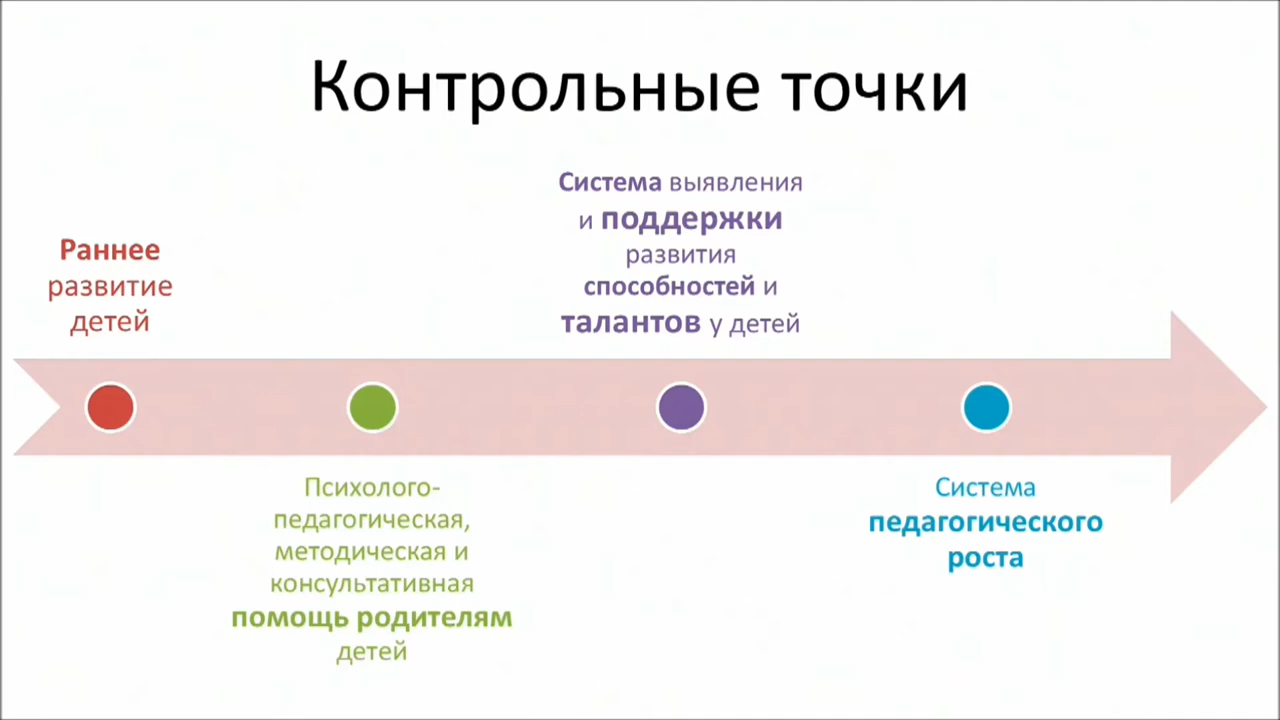 Контрольные точки
Раннее
развитие
детей
Психолого-
педагогическая,
методическая и
консультативная
помощь родителям
детей
Система выявления
и поддержки
развития
способностей и
талантов у детей
Система
педагогического
роста